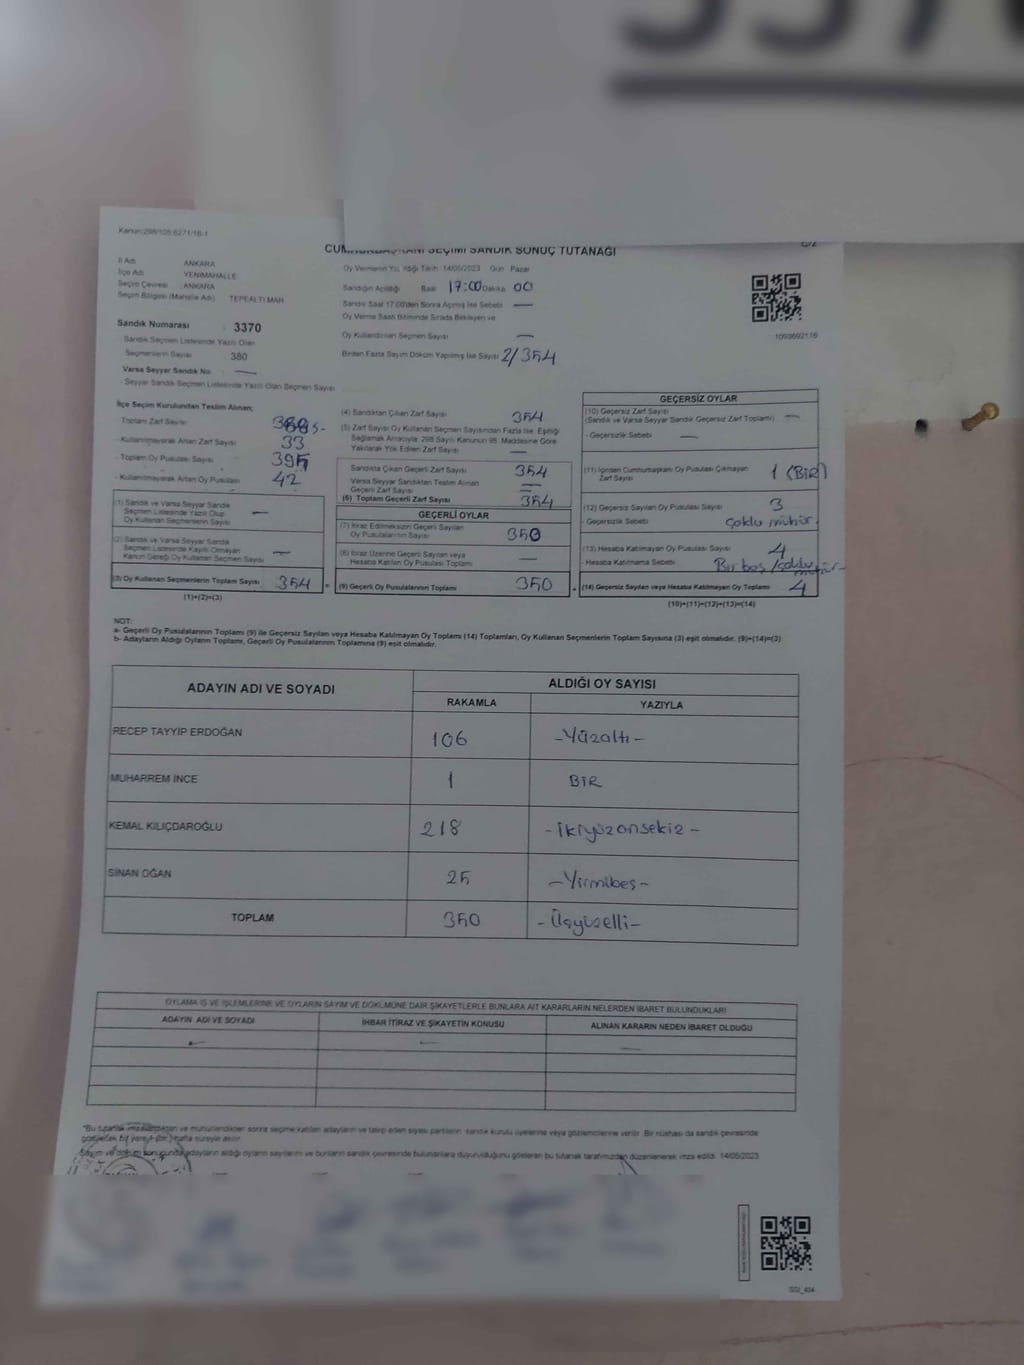 337
Kanun:298/105 6271/16-1
CUMHURBAŞKANI SEÇİMİ SANDIK SONUÇ TUTANAĞI
İl Adı : ANKARA
İlçe Adı : YENİMAHALLE
Seçim Çevresi : ANKARA
Seçim Bölgesi (Mahalle Adı) : TEPEALTI MAH
Sandık Numarası : 3370
Sandık Seçmen Listesinde Yazılı Olan
Seçmenlerin Sayısı : 380
Varsa Seyyar Sandık No : —
- Seyyar Sandık Seçmen Listesinde Yazılı Olan Seçmen Sayısı
Oy Vermenin Yapıldığı Tarih: 14/05/2023 Gün : Pazar
Sandığın Açıldığı Saat 17:00 Dakika 00
Sandık Saat 17.00'den Sonra Açılmış İse Sebebi —
Oy Verme Saati Bitiminde Sırada Bekleyen ve
Oy Kullandırılan Seçmen Sayısı —
Birden Fazla Sayım Döküm Yapılmış İse Sayısı 2/354
1093692116
İlçe Seçim Kurulundan Teslim Alınan;
- Toplam Zarf Sayısı
- Kullanılmayarak Artan Zarf Sayısı 33
- Toplam Oy Pusulası Sayısı 395
- Kullanılmayarak Artan Oy Pusulası 42
(1) Sandık ve Varsa Seyyar Sandık
Seçmen Listesinde Yazılı Olup
Oy Kullanan Seçmenlerin Sayısı —
(2) Sandık ve Varsa Seyyar Sandık
Seçmen Listesinde Kayıtlı Olmayan
Kanun Gereği Oy Kullanan Seçmen Sayısı —
(3) Oy Kullanan Seçmenlerin Toplam Sayısı 354
(1)+(2)=(3)
(4) Sandıktan Çıkan Zarf Sayısı 354
(5) Zarf Sayısı Oy Kullanan Seçmen Sayısından Fazla İse, Eşitliği
Sağlamak Amacıyla, 298 Sayılı Kanunun 98. Maddesine Göre
Yakılarak Yok Edilen Zarf Sayısı —
Sandıkta Çıkan Geçerli Zarf Sayısı 354
Varsa Seyyar Sandıktan Teslim Alınan
Geçerli Zarf Sayısı —
(6) Toplam Geçerli Zarf Sayısı 354
GEÇERLİ OYLAR
(7) İtiraz Edilmeksizin Geçerli Sayılan
Oy Pusulalarının Sayısı 350
(8) İtiraz Üzerine Geçerli Sayılan veya
Hesaba Katılan Oy Pusulası Toplamı —
(9) Geçerli Oy Pusulalarının Toplamı 350
GEÇERSİZ OYLAR
(10) Geçersiz Zarf Sayısı
(Sandık ve Varsa Seyyar Sandık Geçersiz Zarf Toplamı) —
- Geçersizlik Sebebi —
(11) İçinden Cumhurbaşkanı Oy Pusulası Çıkmayan
Zarf Sayısı 1 (BİR)
(12) Geçersiz Sayılan Oy Pusulası Sayısı 3
- Geçersizlik Sebebi Çoklu mühür.
(13) Hesaba Katılmayan Oy Pusulası Sayısı 4
- Hesaba Katılmama Sebebi Bir boş / çoklu mühür
(14) Geçersiz Sayılan veya Hesaba Katılmayan Oy Toplamı 4
(10)+(11)+(12)+(13)=(14)
NOT:
a- Geçerli Oy Pusulalarının Toplamı (9) ile Geçersiz Sayılan veya Hesaba Katılmayan Oy Toplamı (14) Toplamları, Oy Kullanan Seçmenlerin Toplam Sayısına (3) eşit olmalıdır. (9)+(14)=(3)
b- Adayların Aldığı Oyların Toplamı, Geçerli Oy Pusulalarının Toplamına (9) eşit olmalıdır.
ADAYIN ADI VE SOYADI ALDIĞI OY SAYISI
RAKAMLA YAZIYLA
RECEP TAYYİP ERDOĞAN 106 -Yüzaltı-
MUHARREM İNCE 1 BİR
KEMAL KILIÇDAROĞLU 218 -İkiyüzonsekiz-
SİNAN OĞAN 25 -Yirmibeş-
TOPLAM 350 -Üçyüzelli-
OYLAMA İŞ VE İŞLEMLERİNE VE OYLARIN SAYIM VE DÖKÜMÜNE DAİR ŞİKAYETLERLE BUNLARA AİT KARARLARIN NELERDEN İBARET BULUNDUKLARI
ADAYIN ADI VE SOYADI İHBAR İTİRAZ VE ŞİKAYETİN KONUSU ALINAN KARARIN NEDEN İBARET OLDUĞU
— — —
*Bu tutanak imzalandıktan ve mühürlendikten sonra seçime katılan adayların ve takip eden siyasi partilerin sandık kurulu üyelerine veya gözlemcilerine verilir. Bir nüshası da sandık çevresinde
görülecek bir yere 1 (bir) hafta süreyle asılır.
Sayım ve döküm sonucunda adayların aldığı oyların sayılarını ve bunların sandık çevresinde bulunanlara duyurulduğunu gösteren bu tutanak tarafımızdan düzenlenerek imza edildi. 14/05/2023